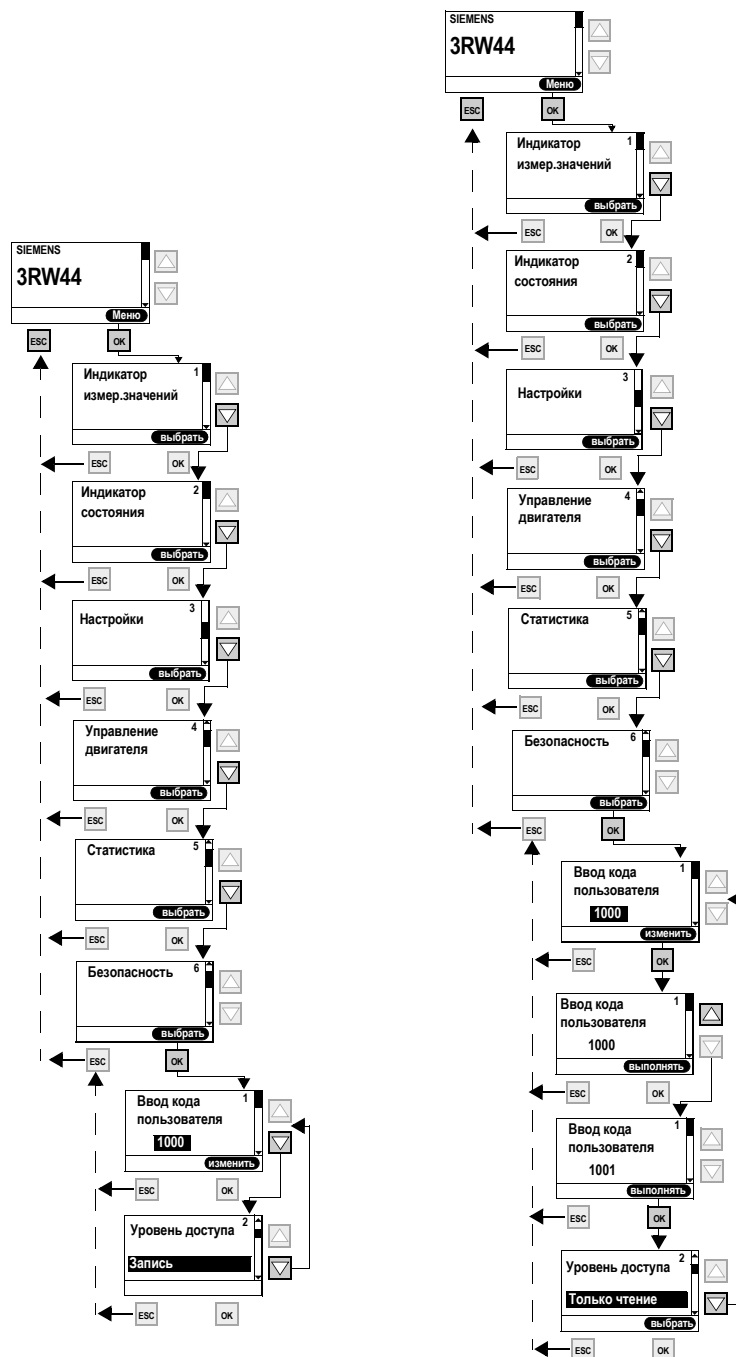 SIEMENS
3RW44
Меню
ESC
OK
Индикатор 1
измер.значений
выбрать
ESC OK
Индикатор 2
состояния
выбрать
ESC OK
Настройки 3
выбрать
ESC OK
Управление 4
двигателя
выбрать
ESC OK
Статистика 5
выбрать
ESC OK
Безопасность 6
выбрать
ESC OK
Ввод кода 1
пользователя
1000
изменить
ESC OK
Уровень доступа 2
Запись
ESC OK
SIEMENS
3RW44
Меню
ESC OK
Индикатор 1
измер.значений
выбрать
ESC OK
Индикатор 2
состояния
выбрать
ESC OK
Настройки 3
выбрать
ESC OK
Управление 4
двигателя
выбрать
ESC OK
Статистика 5
выбрать
ESC OK
Безопасность 6
выбрать
ESC OK
Ввод кода 1
пользователя
1000
изменить
ESC OK
Ввод кода 1
пользователя
1000
выполнять
ESC OK
Ввод кода 1
пользователя
1001
выполнять
ESC OK
Уровень доступа 2
Только чтение
выбрать
ESC OK